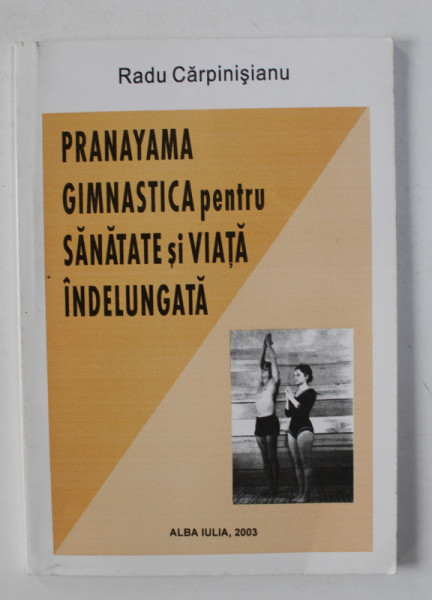 Radu Cărpinişianu
PRANAYAMA
GIMNASTICA pentru
SĂNĂTATE şi VIAŢĂ
ÎNDELUNGATĂ
ALBA IULIA, 2003